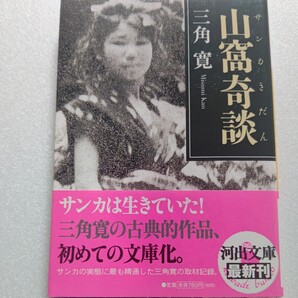 サンカきだん
山窩奇談
三角 寛
Misumi Kan
サンカは生きていた!
三角寛の古典的作品、
初めての文庫化。
サンカの実態に最も精通した三角寛の取材記録。
河出文庫
最新刊